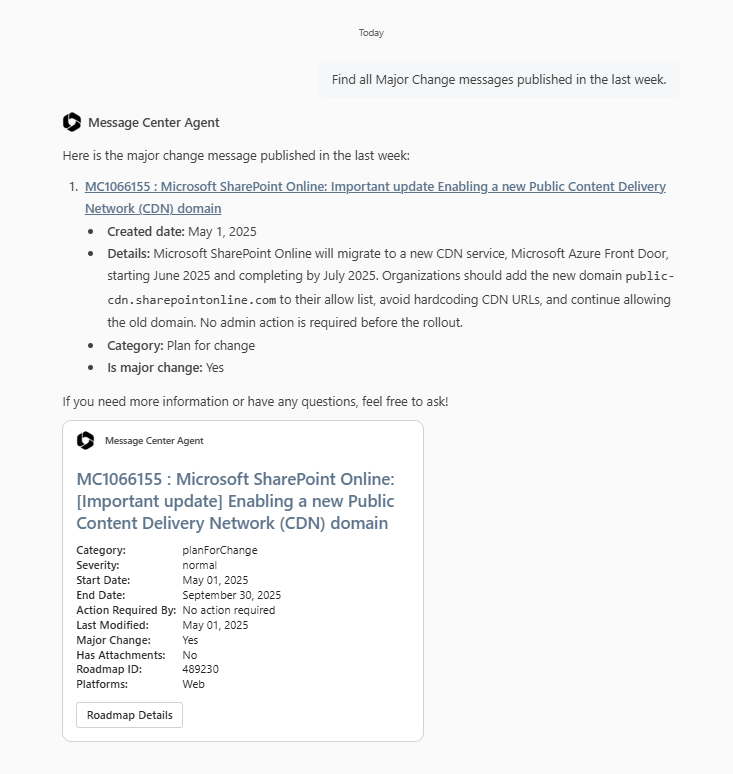 Today
Find all Major Change messages published in the last week.
Message Center Agent
Here is the major change message published in the last week:
1. MC1066155 : Microsoft SharePoint Online: Important update Enabling a new Public Content Delivery
Network (CDN) domain
• Created date: May 1, 2025
• Details: Microsoft SharePoint Online will migrate to a new CDN service, Microsoft Azure Front Door,
starting June 2025 and completing by July 2025. Organizations should add the new domain public-
cdn.sharepointonline.com to their allow list, avoid hardcoding CDN URLs, and continue allowing
the old domain. No admin action is required before the rollout.
• Category: Plan for change
• Is major change: Yes
If you need more information or have any questions, feel free to ask!
Message Center Agent
MC1066155 : Microsoft SharePoint Online:
[Important update] Enabling a new Public
Content Delivery Network (CDN) domain
Category: planForChange
Severity: normal
Start Date: May 01, 2025
End Date: September 30, 2025
Action Required By: No action required
Last Modified: May 01, 2025
Major Change: Yes
Has Attachments: No
Roadmap ID: 489230
Platforms: Web
Roadmap Details